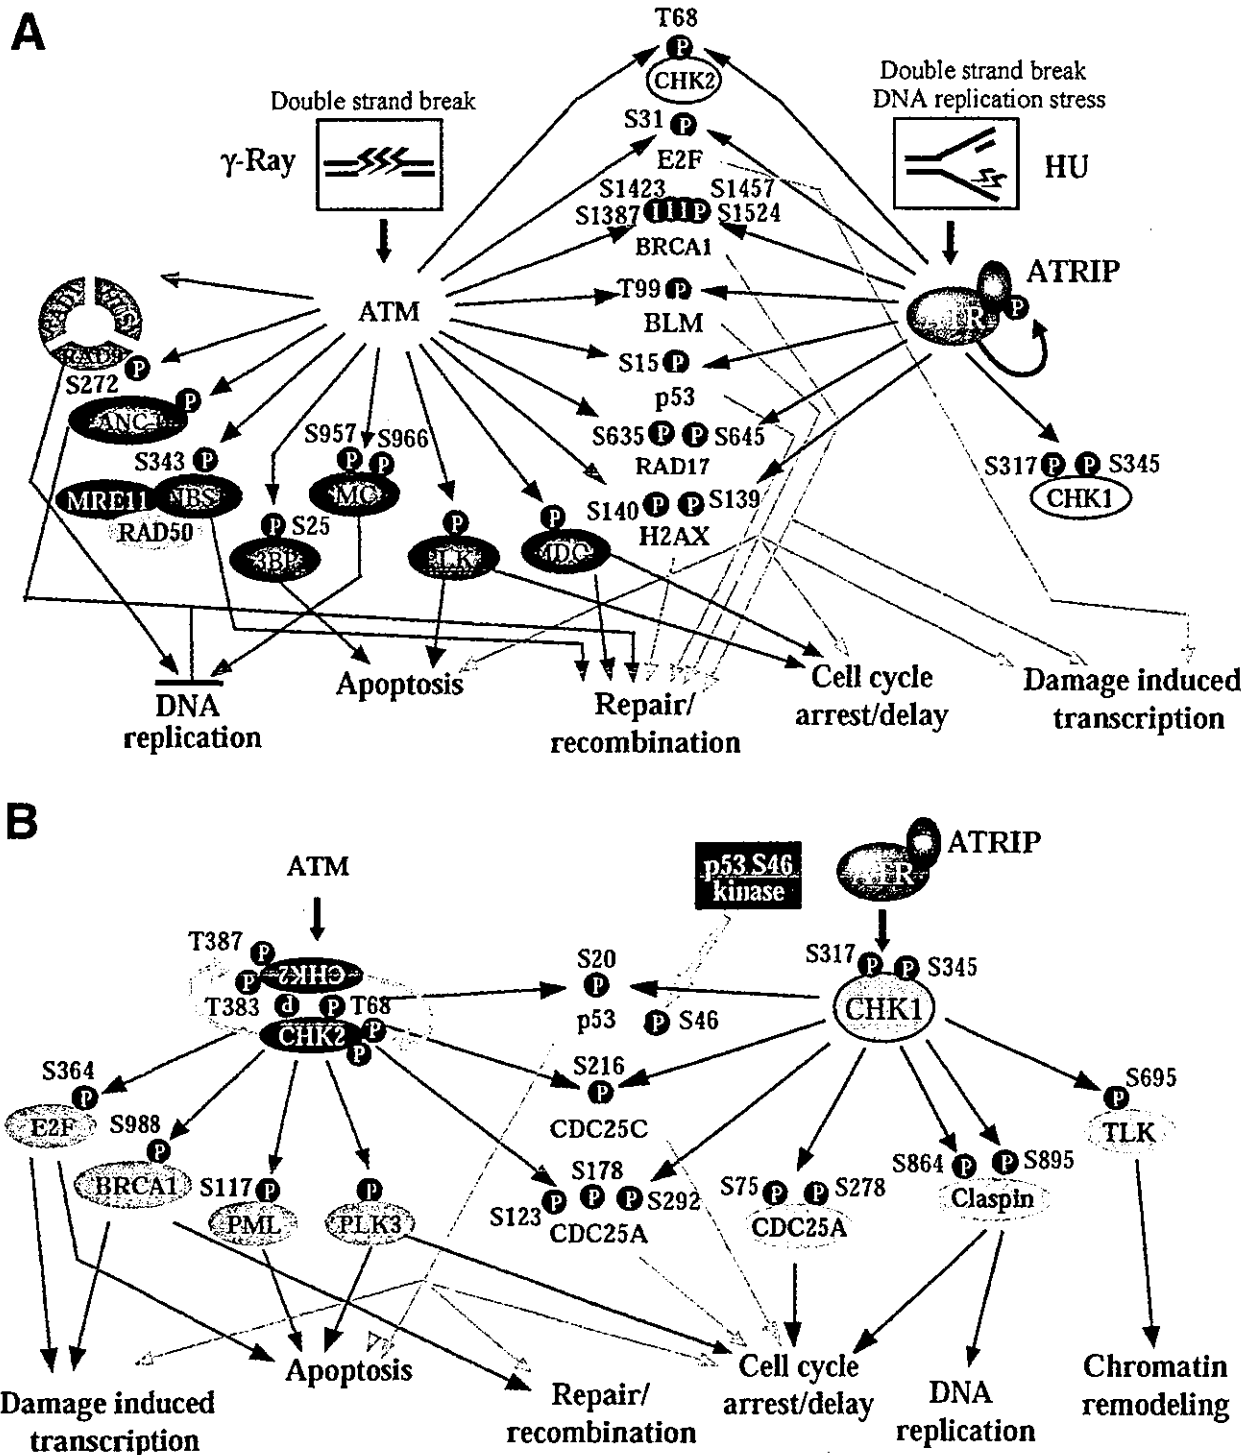 A
T68
P
CHK2
Double strand break
Double strand break
DNA replication stress
γ-Ray
HU
S31 P
E2F
S1423 S1457
S1387 P S1524
BRCA1
ATM
ATRIP
ATR P
T99 P
BLM
S15 P
p53
RAD9 P
S272
P
S635 P P S645
RAD17
S957 S966
P P
S343 P
S317 P P S345
CHK1
MRE11 NBS
RAD50
S140 P P S139
H2AX
P S25
P
P
DNA
replication
Apoptosis
Repair/
recombination
Cell cycle
arrest/delay
Damage induced
transcription
B
ATM
p53 S46
kinase
ATRIP
ATR
T387 P
CHK2
P
T383 P P T68
CHK2 P
P
S20
P
p53 P S46
S317 P P S345
CHK1
S216
P
CDC25C
S364
P
E2F
S988
P
BRCA1
S117 P
PML
P
PLK3
S178
S123 P P P S292
CDC25A
S75 P P S278
CDC25A
S864 P P S895
Claspin
S695
P
TLK
Damage induced
transcription
Apoptosis
Repair/
recombination
Cell cycle
arrest/delay
DNA
replication
Chromatin
remodeling